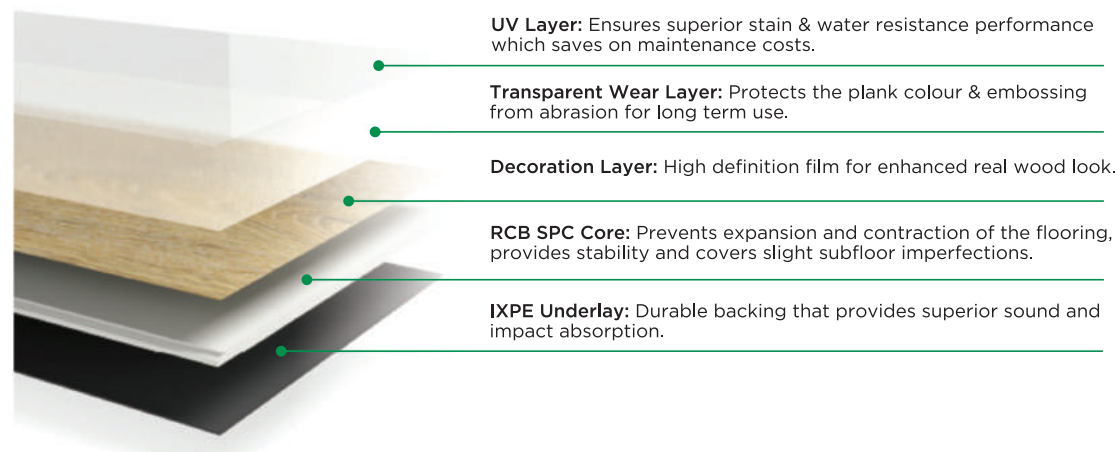 UV Layer: Ensures superior stain & water resistance performance
which saves on maintenance costs.
Transparent Wear Layer: Protects the plank colour & embossing
from abrasion for long term use.
Decoration Layer: High definition film for enhanced real wood look.
RCB SPC Core: Prevents expansion and contraction of the flooring,
provides stability and covers slight subfloor imperfections.
IXPE Underlay: Durable backing that provides superior sound and
impact absorption.